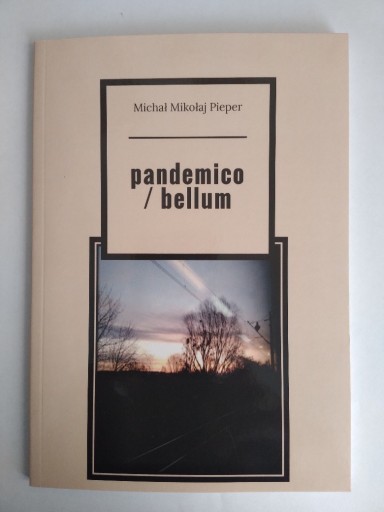 Michał Mikołaj Pieper
pandemico
/ bellum